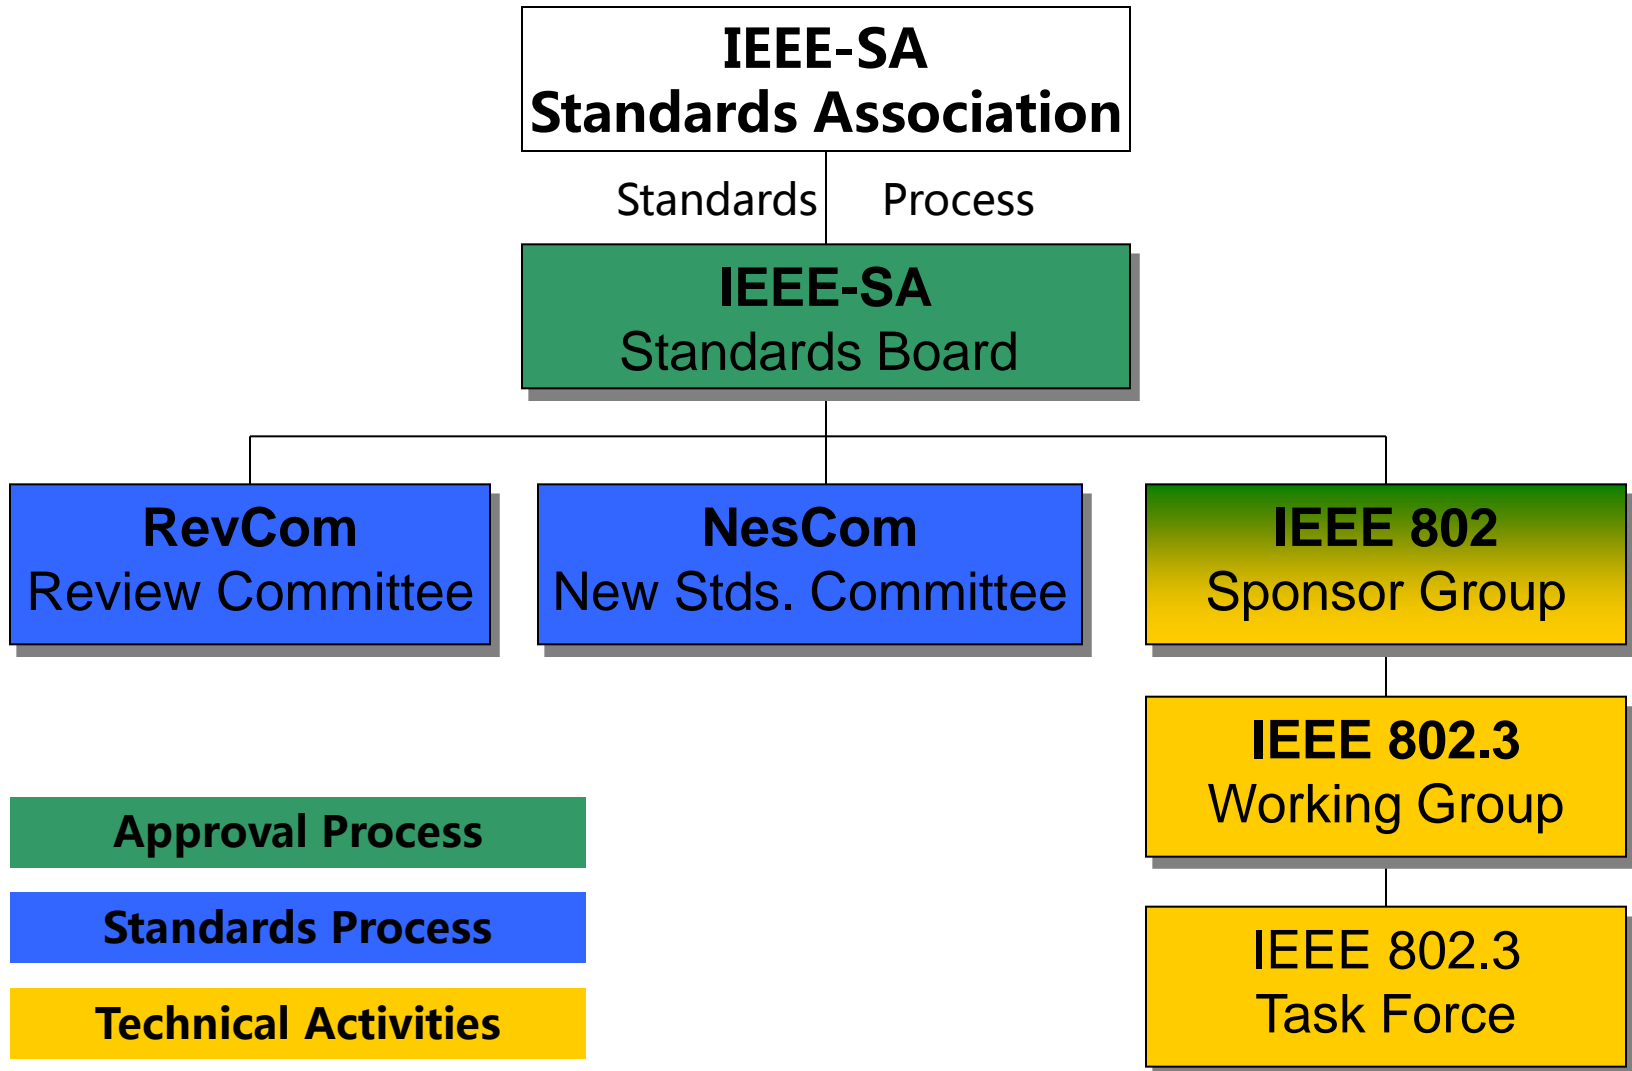 IEEE-SA
Standards Association
Standards Process
IEEE-SA
Standards Board
RevCom
Review Committee
NesCom
New Stds. Committee
IEEE 802
Sponsor Group
IEEE 802.3
Working Group
IEEE 802.3
Task Force
Approval Process
Standards Process
Technical Activities